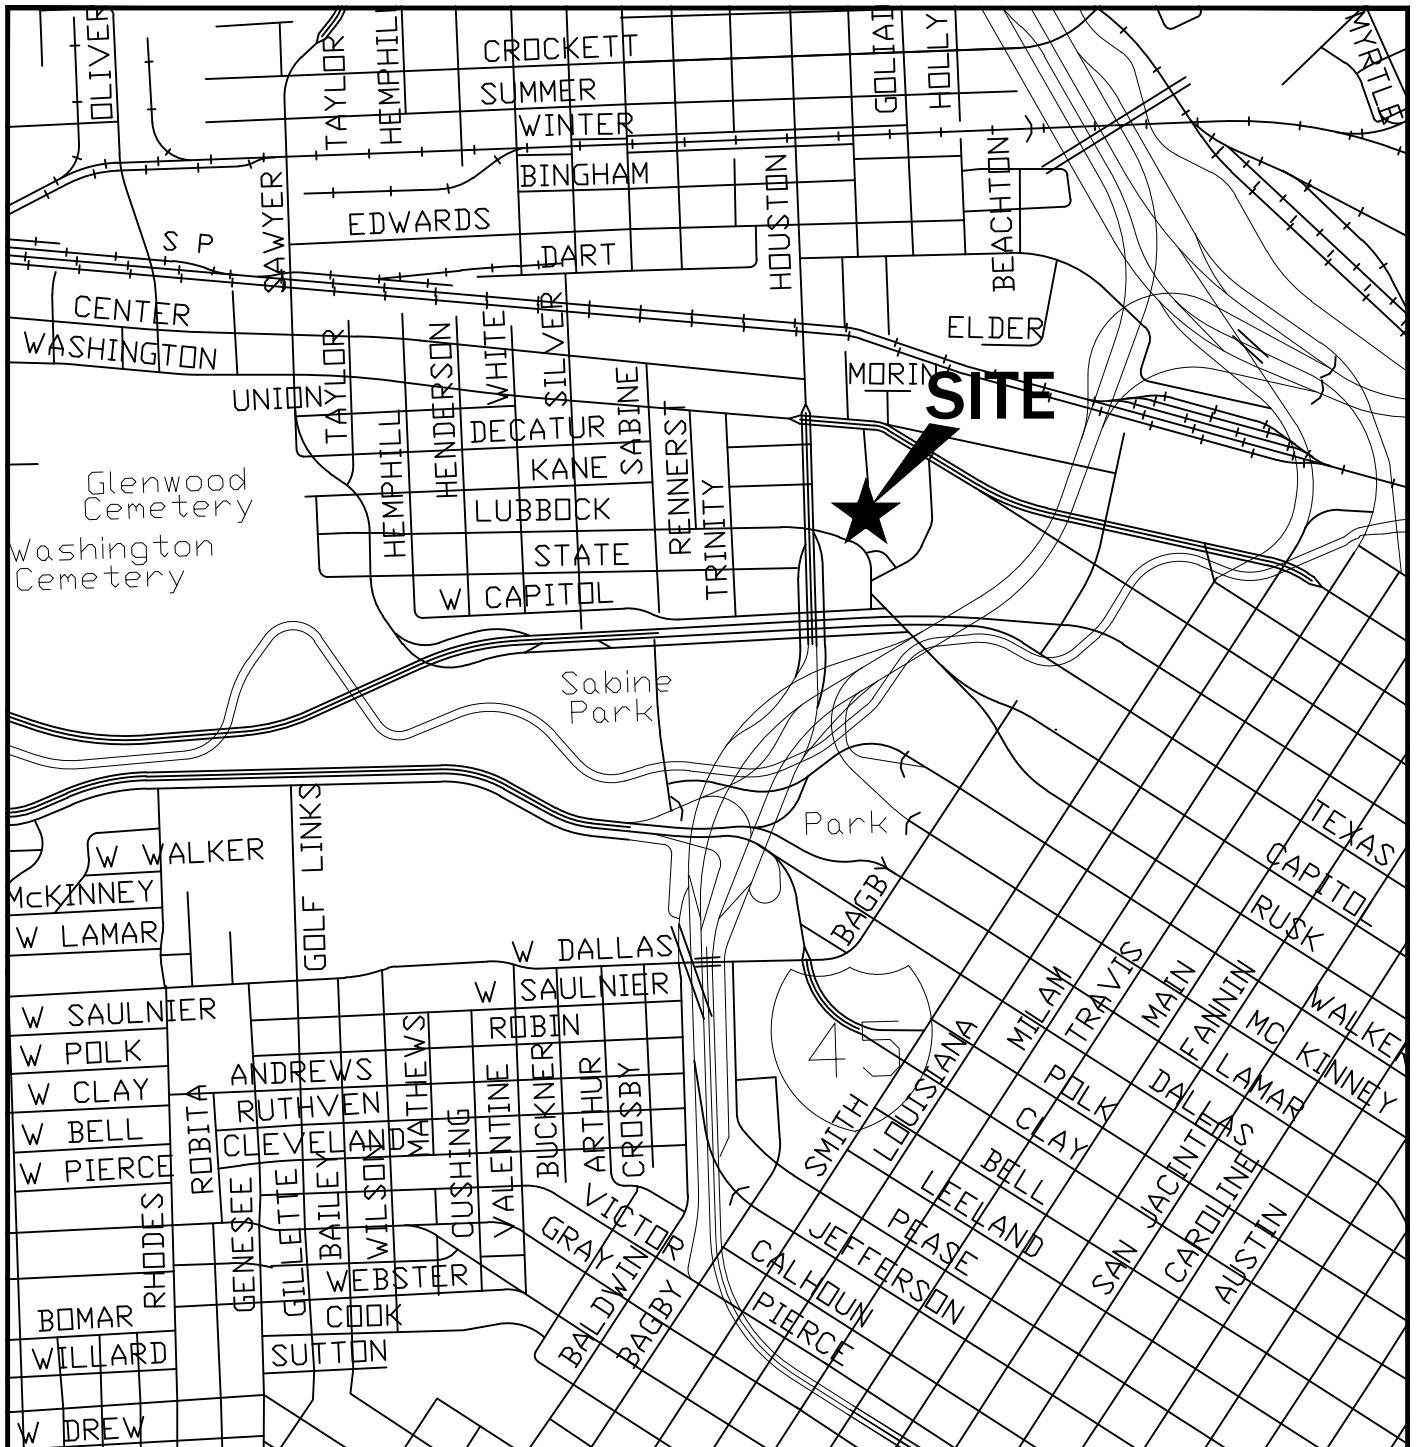 OLIVER
TAYLOR
HEMPHILL
CROCKETT
SUMMER
WINTER
BINGHAM
GOLIAD
HOLLY
MYRTLE
SAWYER
EDWARDS
DART
HOUSTON
BEACHTON
S P
CENTER
WASHINGTON
ELDER
MORIN
SITE
UNION
TAYLOR
HEMPHILL
HENDERSON
WHITE
SILVER
SABINE
RENNERST
TRINITY
DECATUR
KANE
LUBBOCK
STATE
W CAPITOL
Glenwood
Cemetery
Washington
Cemetery
Sabine
Park
Park
W WALKER
McKINNEY
W LAMAR
GOLF LINKS
W DALLAS
BAGBY
W SAULNIER
W SAULNIER
ROBIN
W POLK
W CLAY
W BELL
W PIERCE
ANDREWS
RUTHVEN
CLEVELAND
ROBITA
RHODES
GENESEE
GILLETTE
BAILEY
WILSON
MATHEWS
CUSHING
VALENTINE
BUCKNER
ARTHUR
CROSBY
VICTOR
GRAY
WEBSTER
COOK
SUTTON
BOMAR
WILLARD
W DREW
BALDWIN
BAGBY
45
SMITH
LOUISIANA
MILAM
TRAVIS
MAIN
FANNIN
SAN JACINTO
CAROLINE
AUSTIN
TEXAS
CAPITOL
RUSK
WALKER
MC KINNEY
LAMAR
DALLAS
POLK
CLAY
BELL
LEELAND
PEASE
JEFFERSON
CALHOUN
PIERCE